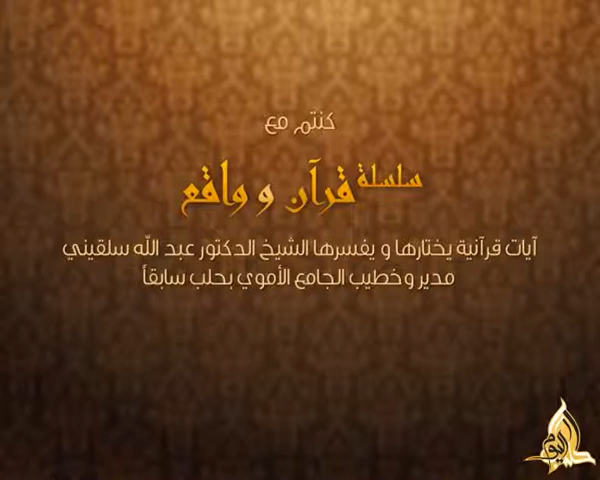 كنتم مع
سلسلة قرآن و واقع
آيات قرآنية يختارها و يفسرها الشيخ الدكتور عبد الله سلقيني
مدير وخطيب الجامع الأموي بحلب سابقاً